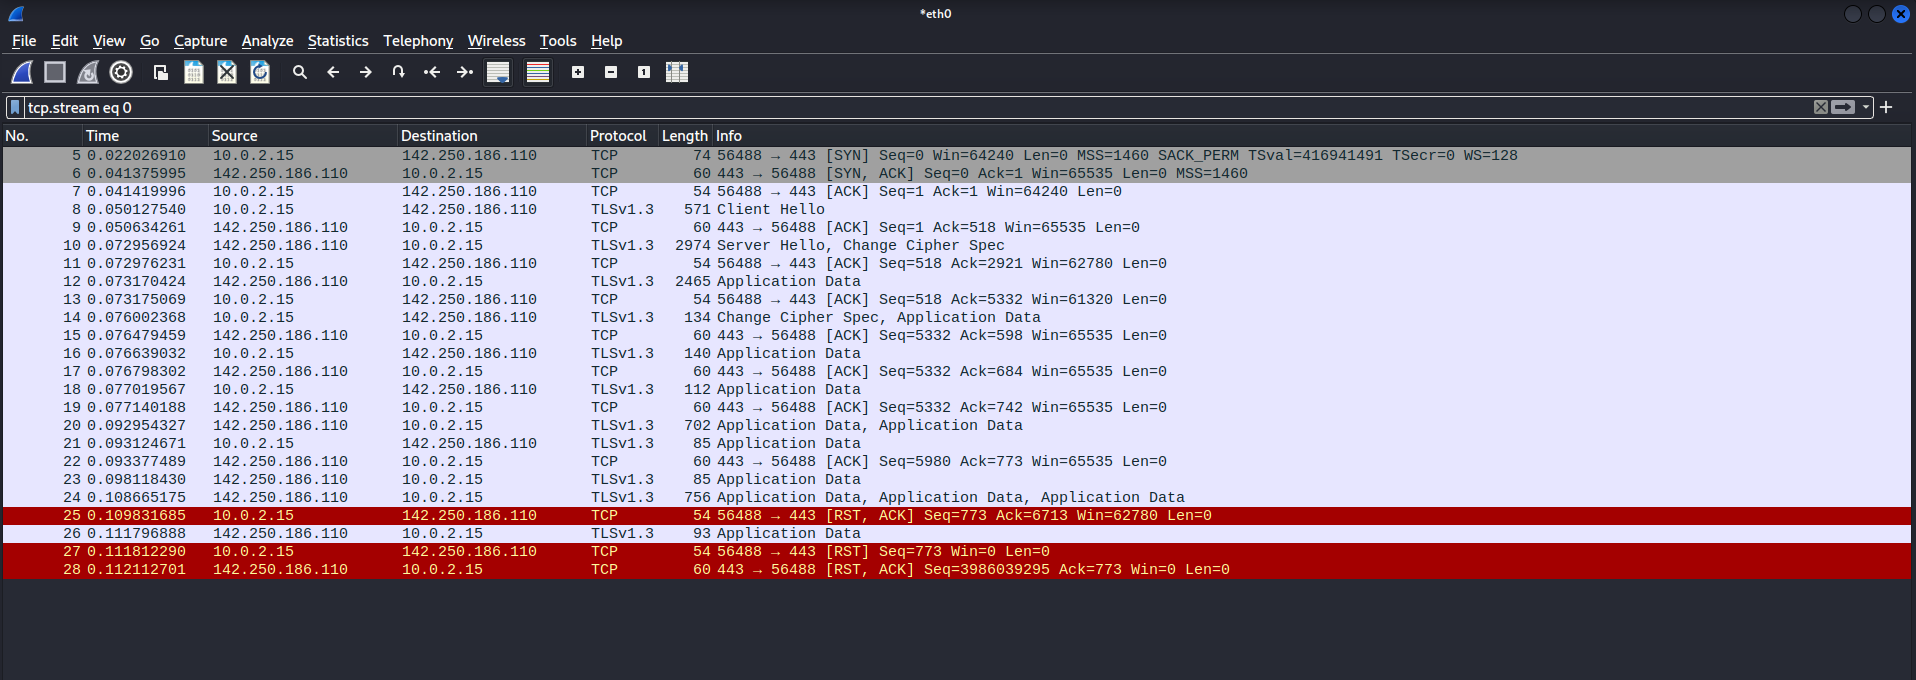 *eth0
File Edit View Go Capture Analyze Statistics Telephony Wireless Tools Help
tcp.stream eq 0
No. Time Source Destination Protocol Length Info
5 0.022026910 10.0.2.15 142.250.186.110 TCP 74 56488 → 443 [SYN] Seq=0 Win=64240 Len=0 MSS=1460 SACK_PERM TSval=416941491 TSecr=0 WS=128
6 0.041375995 142.250.186.110 10.0.2.15 TCP 60 443 → 56488 [SYN, ACK] Seq=0 Ack=1 Win=65535 Len=0 MSS=1460
7 0.041419996 10.0.2.15 142.250.186.110 TCP 54 56488 → 443 [ACK] Seq=1 Ack=1 Win=64240 Len=0
8 0.050127540 10.0.2.15 142.250.186.110 TLSv1.3 571 Client Hello
9 0.050634261 142.250.186.110 10.0.2.15 TCP 60 443 → 56488 [ACK] Seq=1 Ack=518 Win=65535 Len=0
10 0.072956924 142.250.186.110 10.0.2.15 TLSv1.3 2974 Server Hello, Change Cipher Spec
11 0.072976231 10.0.2.15 142.250.186.110 TCP 54 56488 → 443 [ACK] Seq=518 Ack=2921 Win=62780 Len=0
12 0.073170424 142.250.186.110 10.0.2.15 TLSv1.3 2465 Application Data
13 0.073175069 10.0.2.15 142.250.186.110 TCP 54 56488 → 443 [ACK] Seq=518 Ack=5332 Win=61320 Len=0
14 0.076002368 10.0.2.15 142.250.186.110 TLSv1.3 134 Change Cipher Spec, Application Data
15 0.076479459 142.250.186.110 10.0.2.15 TCP 60 443 → 56488 [ACK] Seq=5332 Ack=598 Win=65535 Len=0
16 0.076639032 10.0.2.15 142.250.186.110 TLSv1.3 140 Application Data
17 0.076798302 142.250.186.110 10.0.2.15 TCP 60 443 → 56488 [ACK] Seq=5332 Ack=684 Win=65535 Len=0
18 0.077019567 10.0.2.15 142.250.186.110 TLSv1.3 112 Application Data
19 0.077140188 142.250.186.110 10.0.2.15 TCP 60 443 → 56488 [ACK] Seq=5332 Ack=742 Win=65535 Len=0
20 0.092954327 142.250.186.110 10.0.2.15 TLSv1.3 702 Application Data, Application Data
21 0.093124671 10.0.2.15 142.250.186.110 TLSv1.3 85 Application Data
22 0.093377489 142.250.186.110 10.0.2.15 TCP 60 443 → 56488 [ACK] Seq=5980 Ack=773 Win=65535 Len=0
23 0.098118430 142.250.186.110 10.0.2.15 TLSv1.3 85 Application Data
24 0.108665175 142.250.186.110 10.0.2.15 TLSv1.3 756 Application Data, Application Data, Application Data
25 0.109831685 10.0.2.15 142.250.186.110 TCP 54 56488 → 443 [RST, ACK] Seq=773 Ack=6713 Win=62780 Len=0
26 0.111796888 142.250.186.110 10.0.2.15 TLSv1.3 93 Application Data
27 0.111812290 10.0.2.15 142.250.186.110 TCP 54 56488 → 443 [RST] Seq=773 Win=0 Len=0
28 0.112112701 142.250.186.110 10.0.2.15 TCP 60 443 → 56488 [RST, ACK] Seq=3986039295 Ack=773 Win=0 Len=0